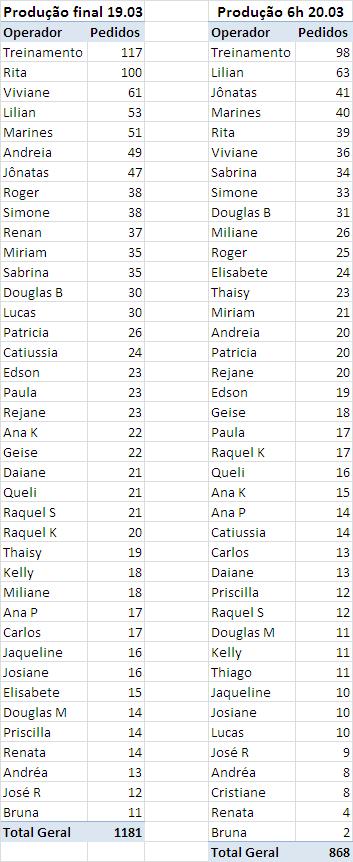 Produção final 19.03 Produção 6h 20.03
Operador Pedidos Operador Pedidos
Treinamento 117 Treinamento 98
Rita 100 Lilian 63
Viviane 61 Jônatas 41
Lilian 53 Marines 40
Marines 51 Rita 39
Andreia 49 Viviane 36
Jônatas 47 Sabrina 34
Roger 38 Simone 33
Simone 38 Douglas B 31
Renan 37 Miliane 26
Miriam 35 Roger 25
Sabrina 35 Elisabete 24
Douglas B 30 Thaisy 23
Lucas 30 Miriam 21
Patricia 26 Andreia 20
Catiussia 24 Patricia 20
Edson 23 Rejane 20
Paula 23 Edson 19
Rejane 23 Geise 18
Ana K 22 Paula 17
Geise 22 Raquel K 17
Daiane 21 Queli 16
Queli 21 Ana K 15
Raquel S 21 Ana P 14
Raquel K 20 Catiussia 14
Thaisy 19 Carlos 13
Kelly 18 Daiane 13
Miliane 18 Priscilla 12
Ana P 17 Raquel S 12
Carlos 17 Douglas M 11
Jaqueline 16 Kelly 11
Josiane 16 Thiago 11
Elisabete 15 Jaqueline 10
Douglas M 14 Josiane 10
Priscilla 14 Lucas 10
Renata 14 José R 9
Andréa 13 Andréa 8
José R 12 Cristiane 8
Bruna 11 Renata 4
Total Geral 1181 Bruna 2
Total Geral 868